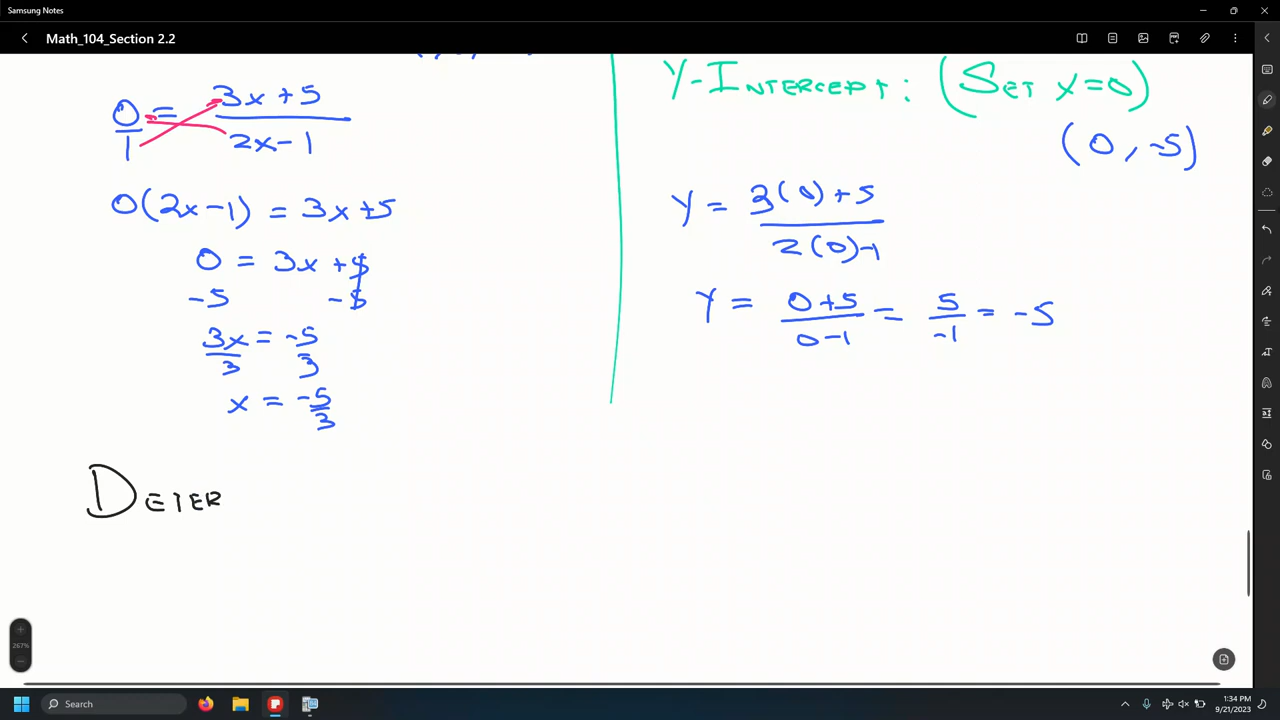 Samsung Notes
Math_104_Section 2.2
0/1 = (3x + 5)/(2x - 1)
0(2x - 1) = 3x + 5
0 = 3x + 5
-5 -5
3x/3 = -5/3
x = -5/3
Y-INTERCEPT: (SET X=0)
(0, -5)
Y = (3(0) + 5)/(2(0) - 1)
Y = (0+5)/(0-1) = 5/-1 = -5
DETER
267%
Search
1:34 PM
9/21/2023